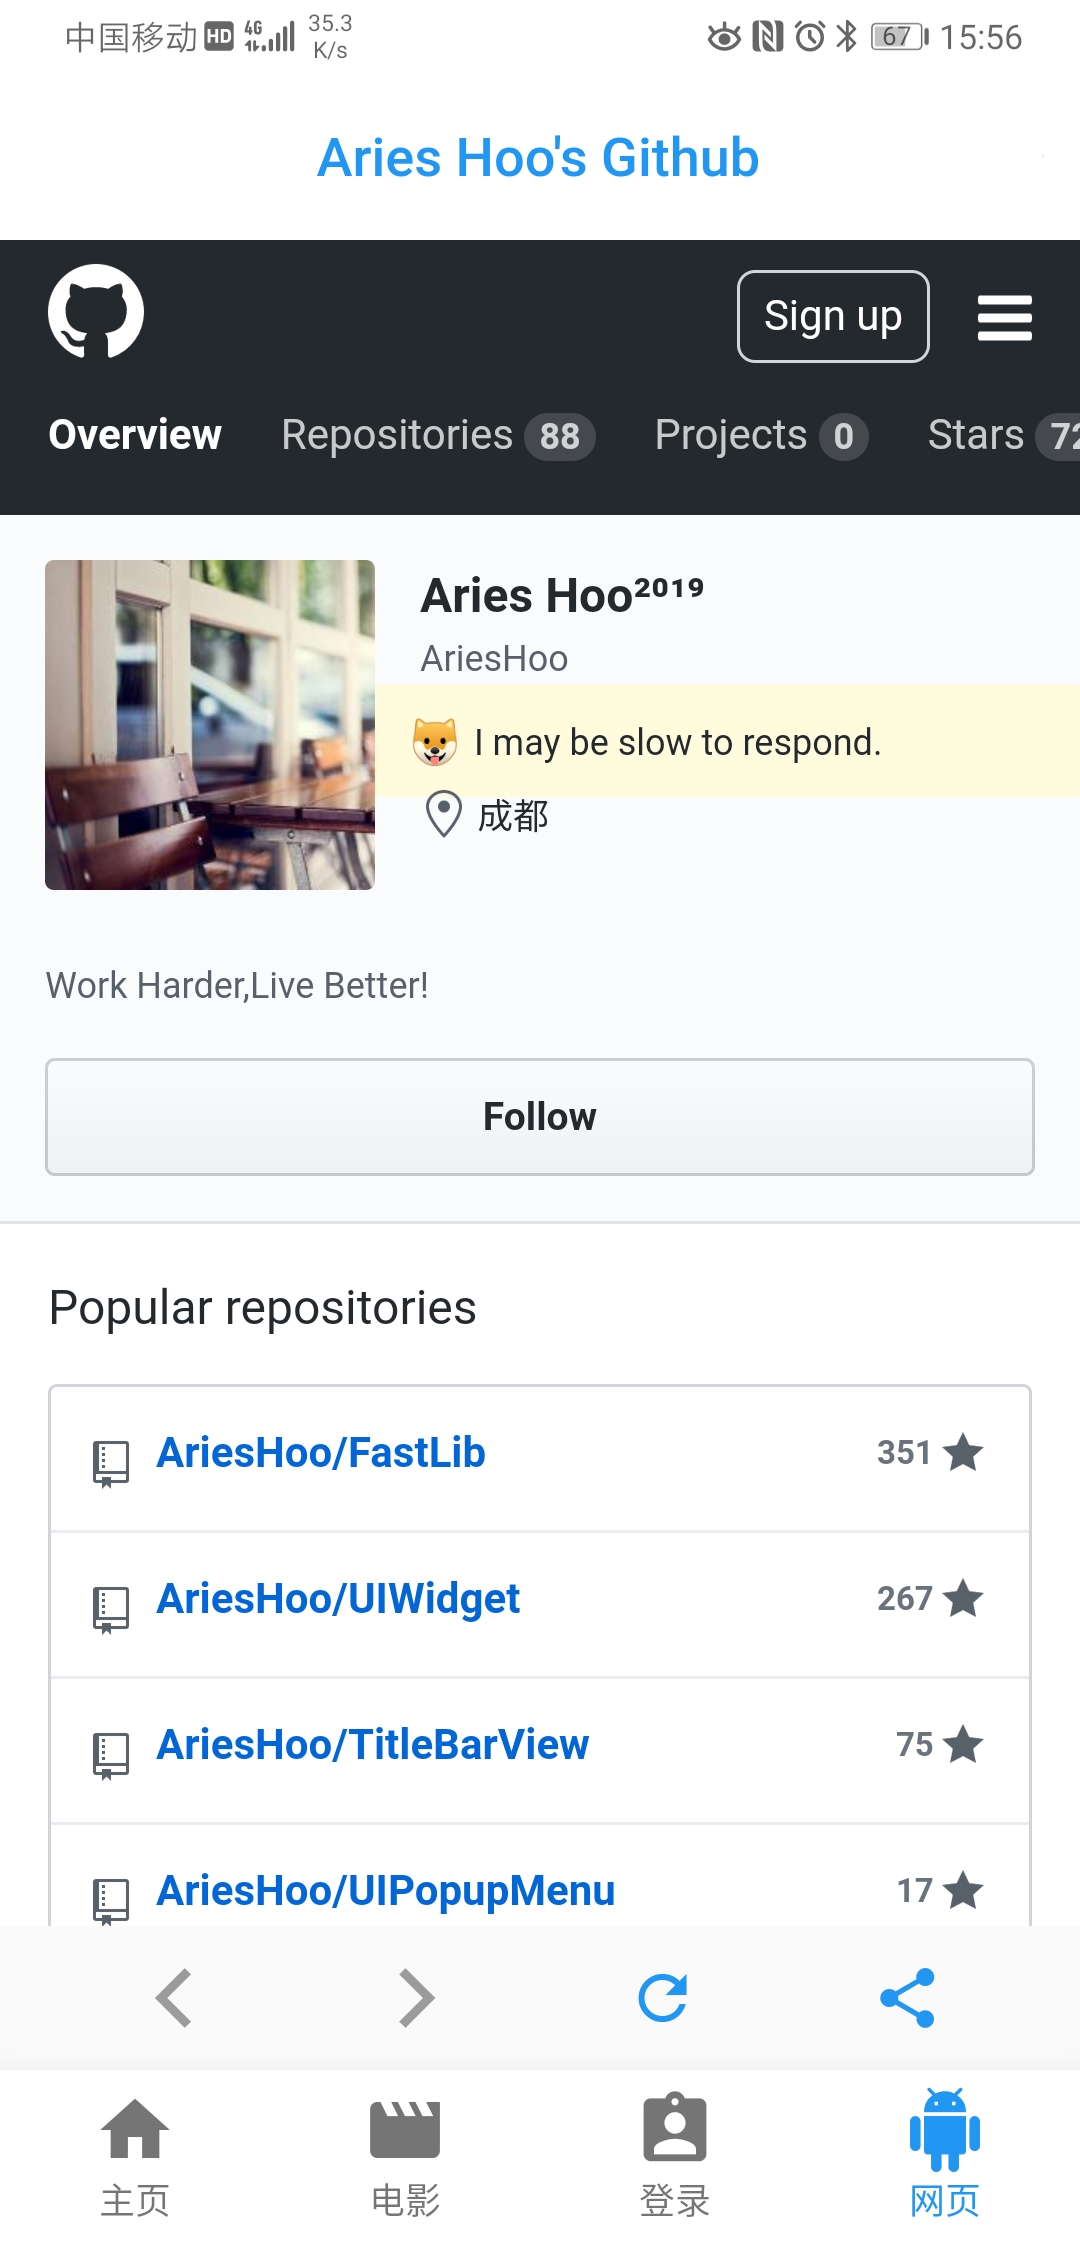 中国移动 HD 4G 35.3 K/s 67 15:56
Aries Hoo's Github
Sign up
Overview Repositories 88 Projects 0 Stars 72
Aries Hoo²⁰¹⁹
AriesHoo
I may be slow to respond.
成都
Work Harder,Live Better!
Follow
Popular repositories
AriesHoo/FastLib 351
AriesHoo/UIWidget 267
AriesHoo/TitleBarView 75
AriesHoo/UIPopupMenu 17
主页 电影 登录 网页